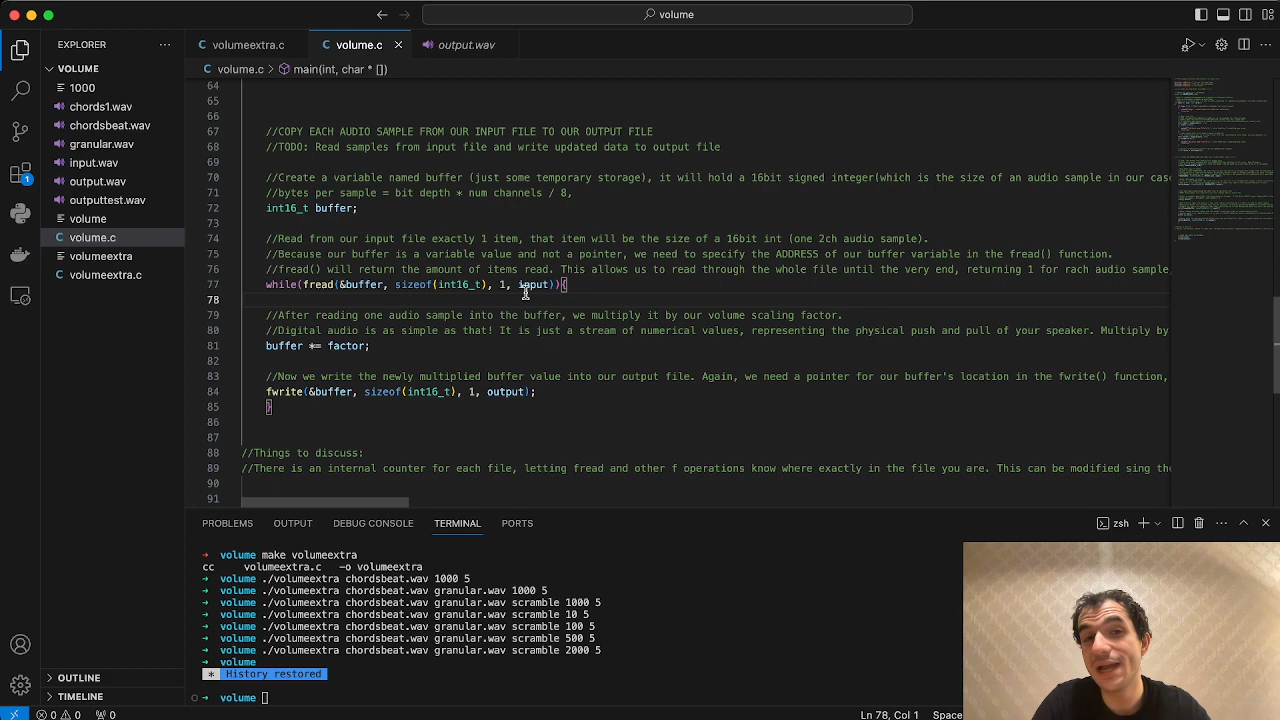 volume
EXPLORER
volumeextra.c
volume.c
output.wav
VOLUME
volume.c > main(int, char * [])
1000
chords1.wav
chordsbeat.wav
granular.wav
input.wav
output.wav
outputtest.wav
volume
volume.c
volumeextra
volumeextra.c
1
64
65
66
67 //COPY EACH AUDIO SAMPLE FROM OUR INPUT FILE TO OUR OUTPUT FILE
68 //TODO: Read samples from input file and write updated data to output file
69
70 //Create a variable named buffer (just like temporary storage), it will hold a 16bit signed integer(which is the size of an audio sample in our case
71 //bytes per sample = bit depth * num channels / 8,
72 int16_t buffer;
73
74 //Read from our input file exactly 1 item, that item will be the size of a 16bit int (one 2ch audio sample).
75 //Because our buffer is a variable value and not a pointer, we need to specify the ADDRESS of our buffer variable in the fread() function.
76 //fread() will return the amount of items read. This allows us to read through the whole file until the very end, returning 1 for rach audio sample,
77 while(fread(&buffer, sizeof(int16_t), 1, input)){
78
79 //After reading one audio sample into the buffer, we multiply it by our volume scaling factor.
80 //Digital audio is as simple as that! It is just a stream of numerical values, representing the physical push and pull of your speaker. Multiply by
81 buffer *= factor;
82
83 //Now we write the newly multiplied buffer value into our output file. Again, we need a pointer for our buffer's location in the fwrite() function,
84 fwrite(&buffer, sizeof(int16_t), 1, output);
85 }
86
87
88 //Things to discuss:
89 //There is an internal counter for each file, letting fread and other f operations know where exactly in the file you are. This can be modified sing the
90
91
PROBLEMS OUTPUT DEBUG CONSOLE TERMINAL PORTS
zsh
→ volume make volumeextra
cc volumeextra.c -o volumeextra
→ volume ./volumeextra chordsbeat.wav 1000 5
→ volume ./volumeextra chordsbeat.wav granular.wav 1000 5
→ volume ./volumeextra chordsbeat.wav granular.wav scramble 1000 5
→ volume ./volumeextra chordsbeat.wav granular.wav scramble 10 5
→ volume ./volumeextra chordsbeat.wav granular.wav scramble 100 5
→ volume ./volumeextra chordsbeat.wav granular.wav scramble 500 5
→ volume ./volumeextra chordsbeat.wav granular.wav scramble 2000 5
→ volume
* History restored
→ volume
OUTLINE
TIMELINE
0 0 0
Ln 78, Col 1 Space